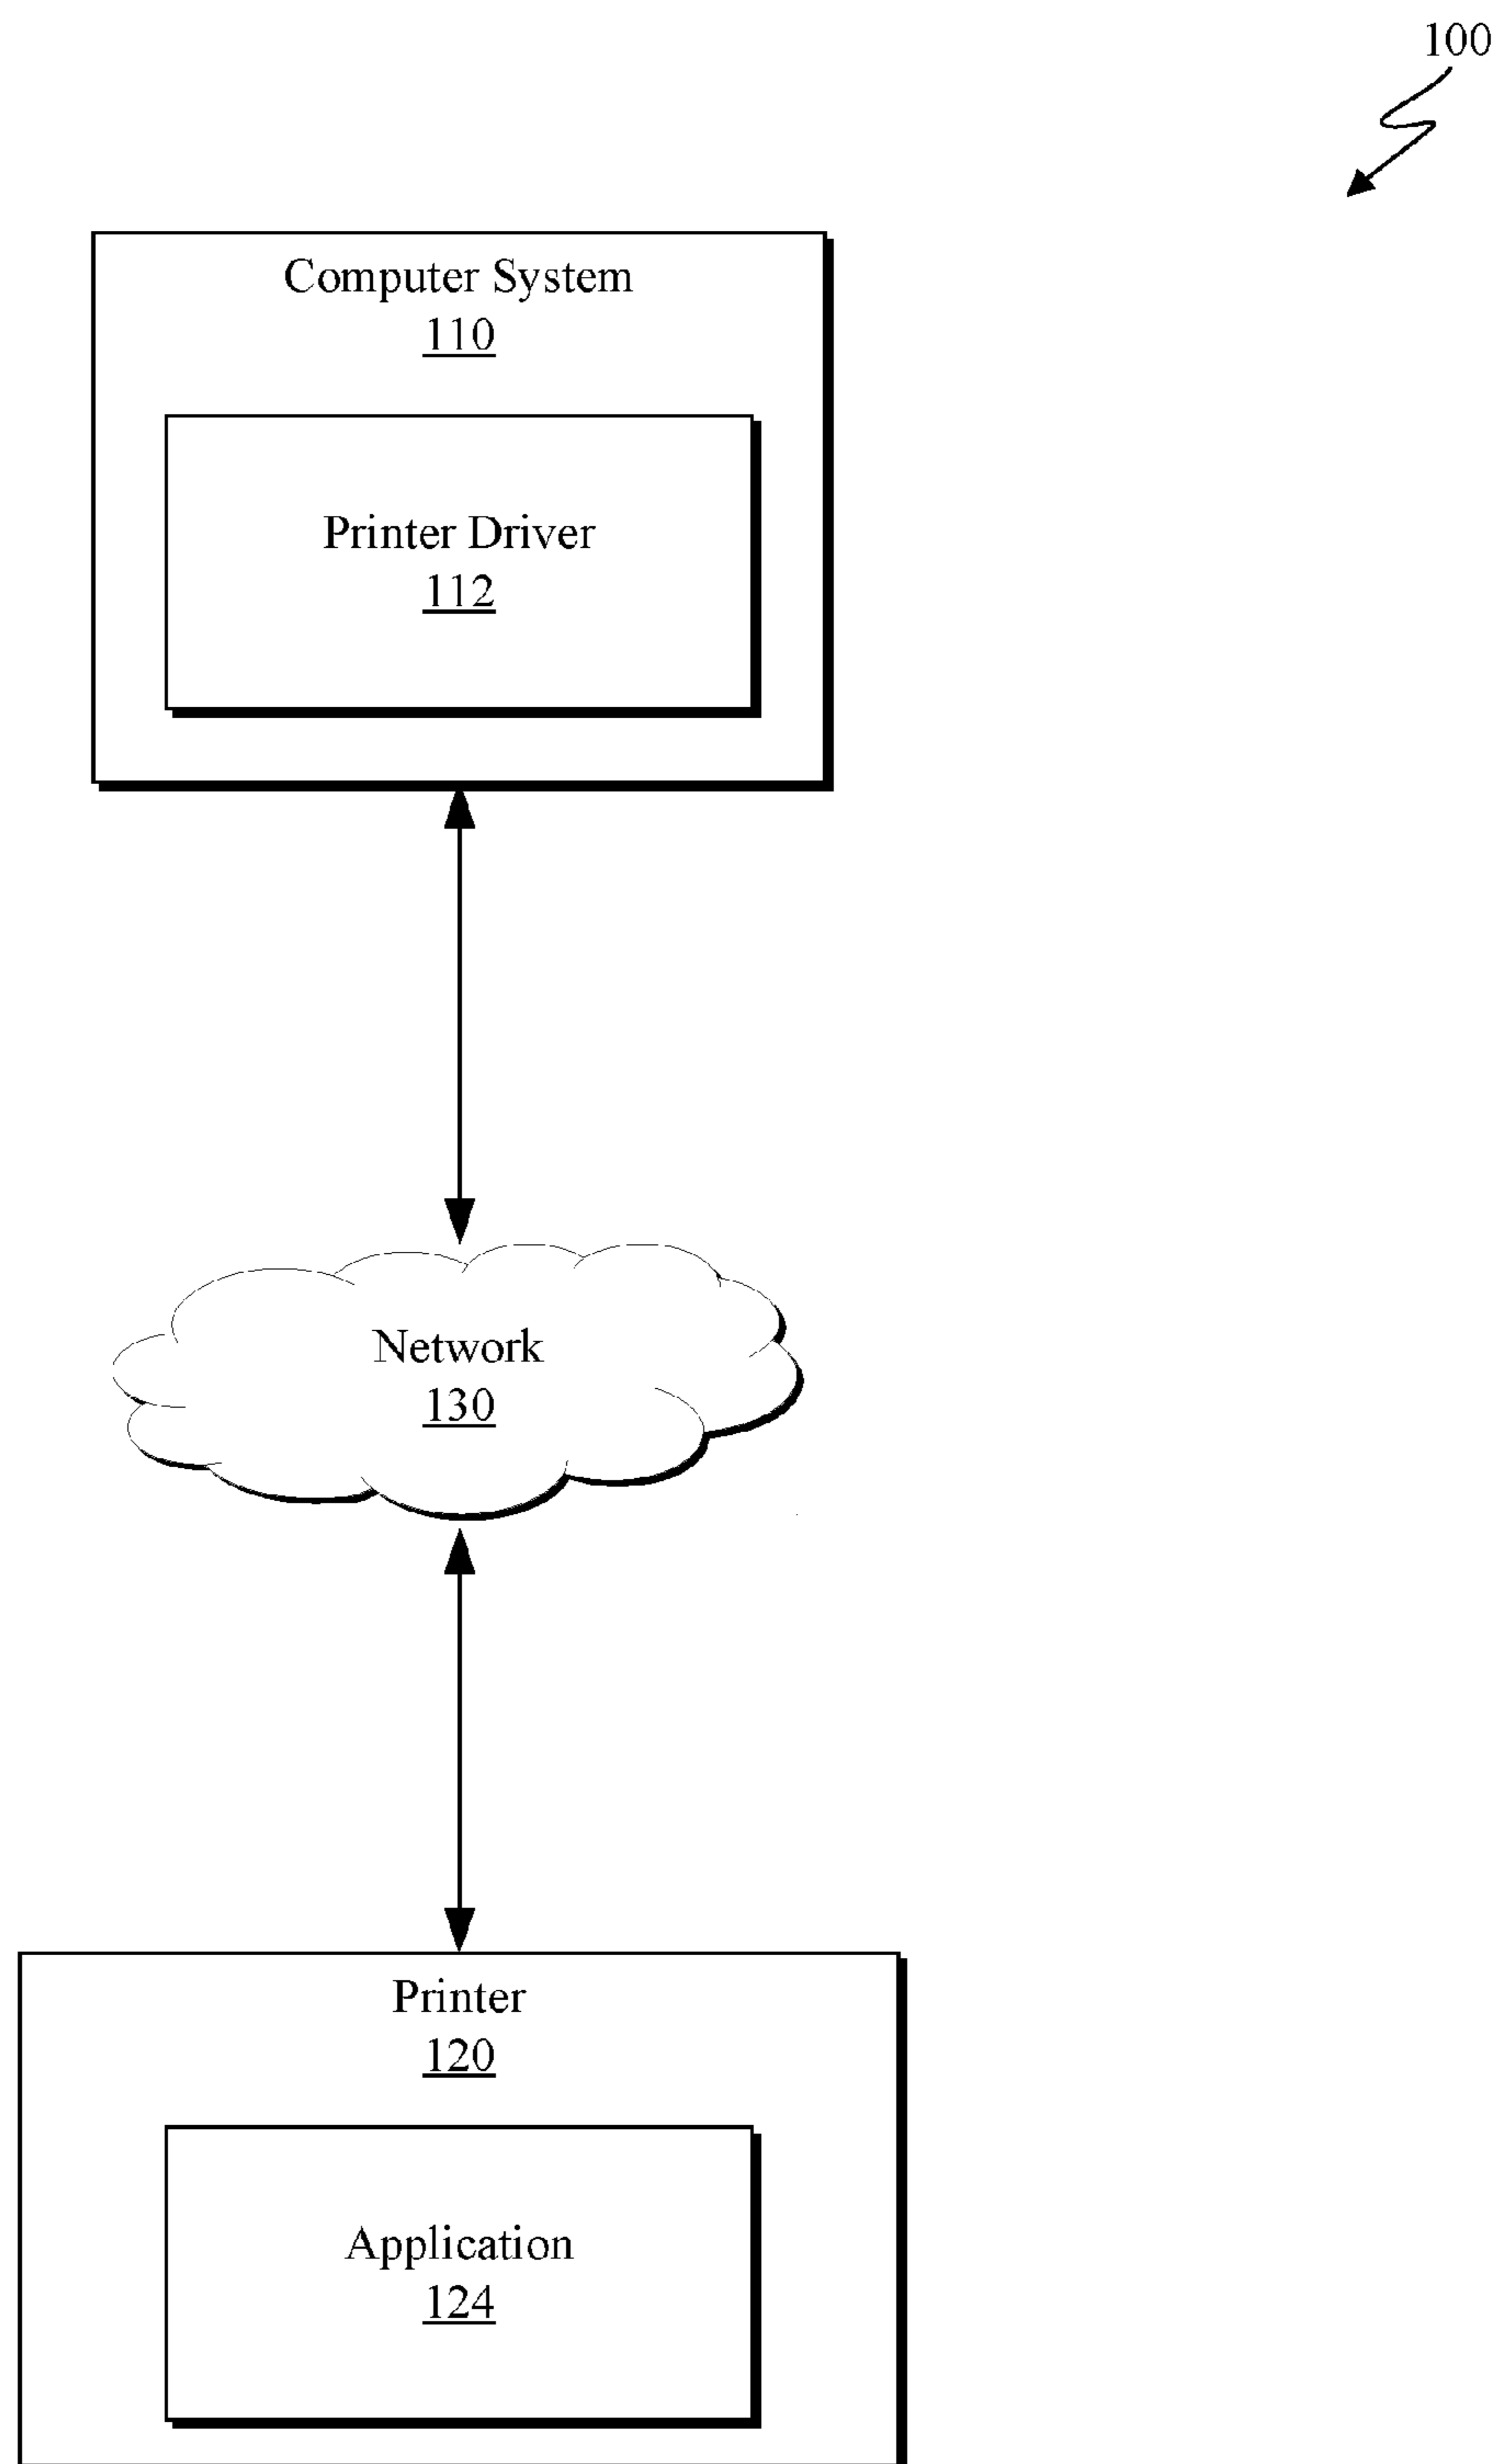 100
Computer System
110
Printer Driver
112
Network
130
Printer
120
Application
124